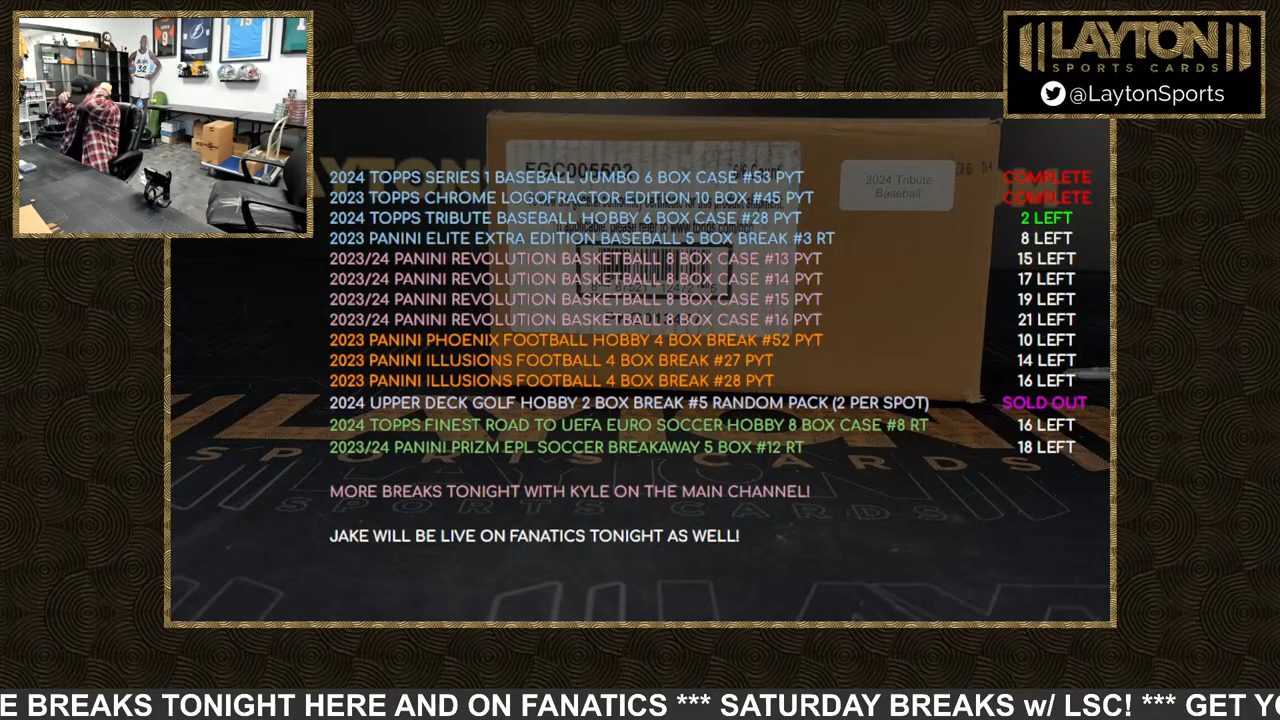 LAYTON
SPORTS CARDS
@LaytonSports
2024 Tribute
Baseball
2024 TOPPS SERIES 1 BASEBALL JUMBO 6 BOX CASE #53 PYT COMPLETE
2023 TOPPS CHROME LOGOFRACTOR EDITION 10 BOX #45 PYT COMPLETE
2024 TOPPS TRIBUTE BASEBALL HOBBY 6 BOX CASE #28 PYT 2 LEFT
2023 PANINI ELITE EXTRA EDITION BASEBALL 5 BOX BREAK #3 RT 8 LEFT
2023/24 PANINI REVOLUTION BASKETBALL 8 BOX CASE #13 PYT 15 LEFT
2023/24 PANINI REVOLUTION BASKETBALL 8 BOX CASE #14 PYT 17 LEFT
2023/24 PANINI REVOLUTION BASKETBALL 8 BOX CASE #15 PYT 19 LEFT
2023/24 PANINI REVOLUTION BASKETBALL 8 BOX CASE #16 PYT 21 LEFT
2023 PANINI PHOENIX FOOTBALL HOBBY 4 BOX BREAK #52 PYT 10 LEFT
2023 PANINI ILLUSIONS FOOTBALL 4 BOX BREAK #27 PYT 14 LEFT
2023 PANINI ILLUSIONS FOOTBALL 4 BOX BREAK #28 PYT 16 LEFT
2024 UPPER DECK GOLF HOBBY 2 BOX BREAK #5 RANDOM PACK (2 PER SPOT) SOLD OUT
2024 TOPPS FINEST ROAD TO UEFA EURO SOCCER HOBBY 8 BOX CASE #8 RT 16 LEFT
2023/24 PANINI PRIZM EPL SOCCER BREAKAWAY 5 BOX #12 RT 18 LEFT
MORE BREAKS TONIGHT WITH KYLE ON THE MAIN CHANNEL!
JAKE WILL BE LIVE ON FANATICS TONIGHT AS WELL!
E BREAKS TONIGHT HERE AND ON FANATICS *** SATURDAY BREAKS w/ LSC! *** GET YO